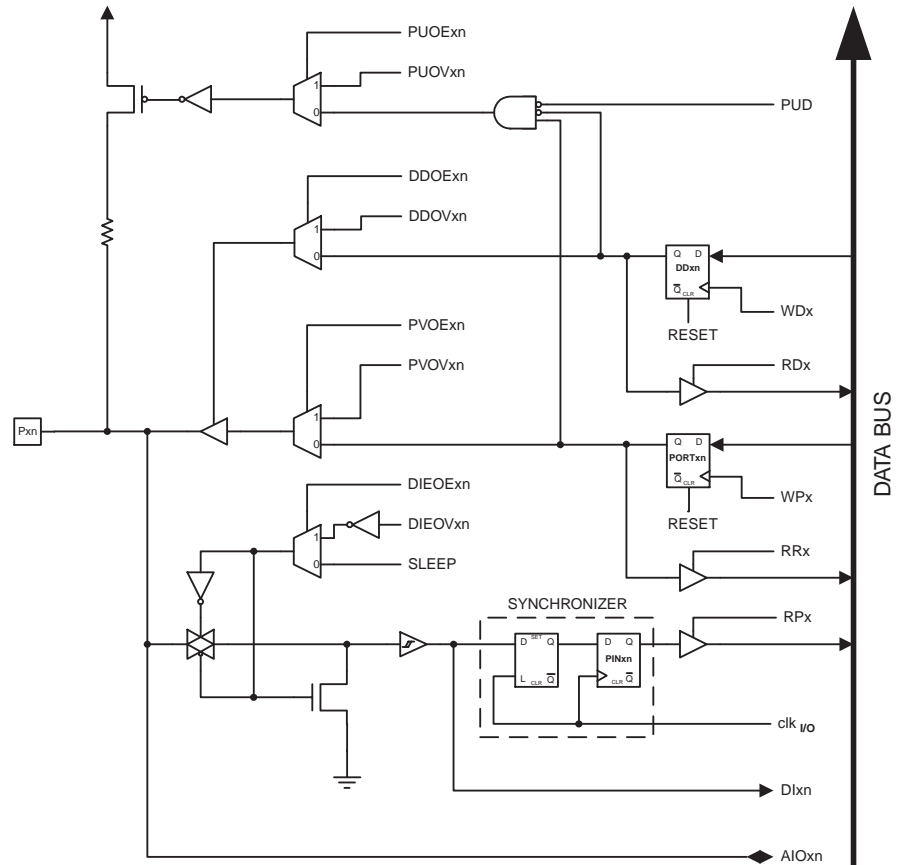 PUOExn
PUOVxn
1
0
PUD
DDOExn
DDOVxn
1
0
Q D
DDxn
Q CLR
WDx
RESET
RDx
PVOExn
PVOVxn
1
0
Pxn
Q D
PORTxn
Q CLR
WPx
RESET
DATA BUS
DIEOExn
DIEOVxn
1
0
SLEEP
RRx
SYNCHRONIZER
RPx
D SET Q
L CLR Q
D Q
PINxn
CLR Q
clk I/O
DIxn
AIOxn